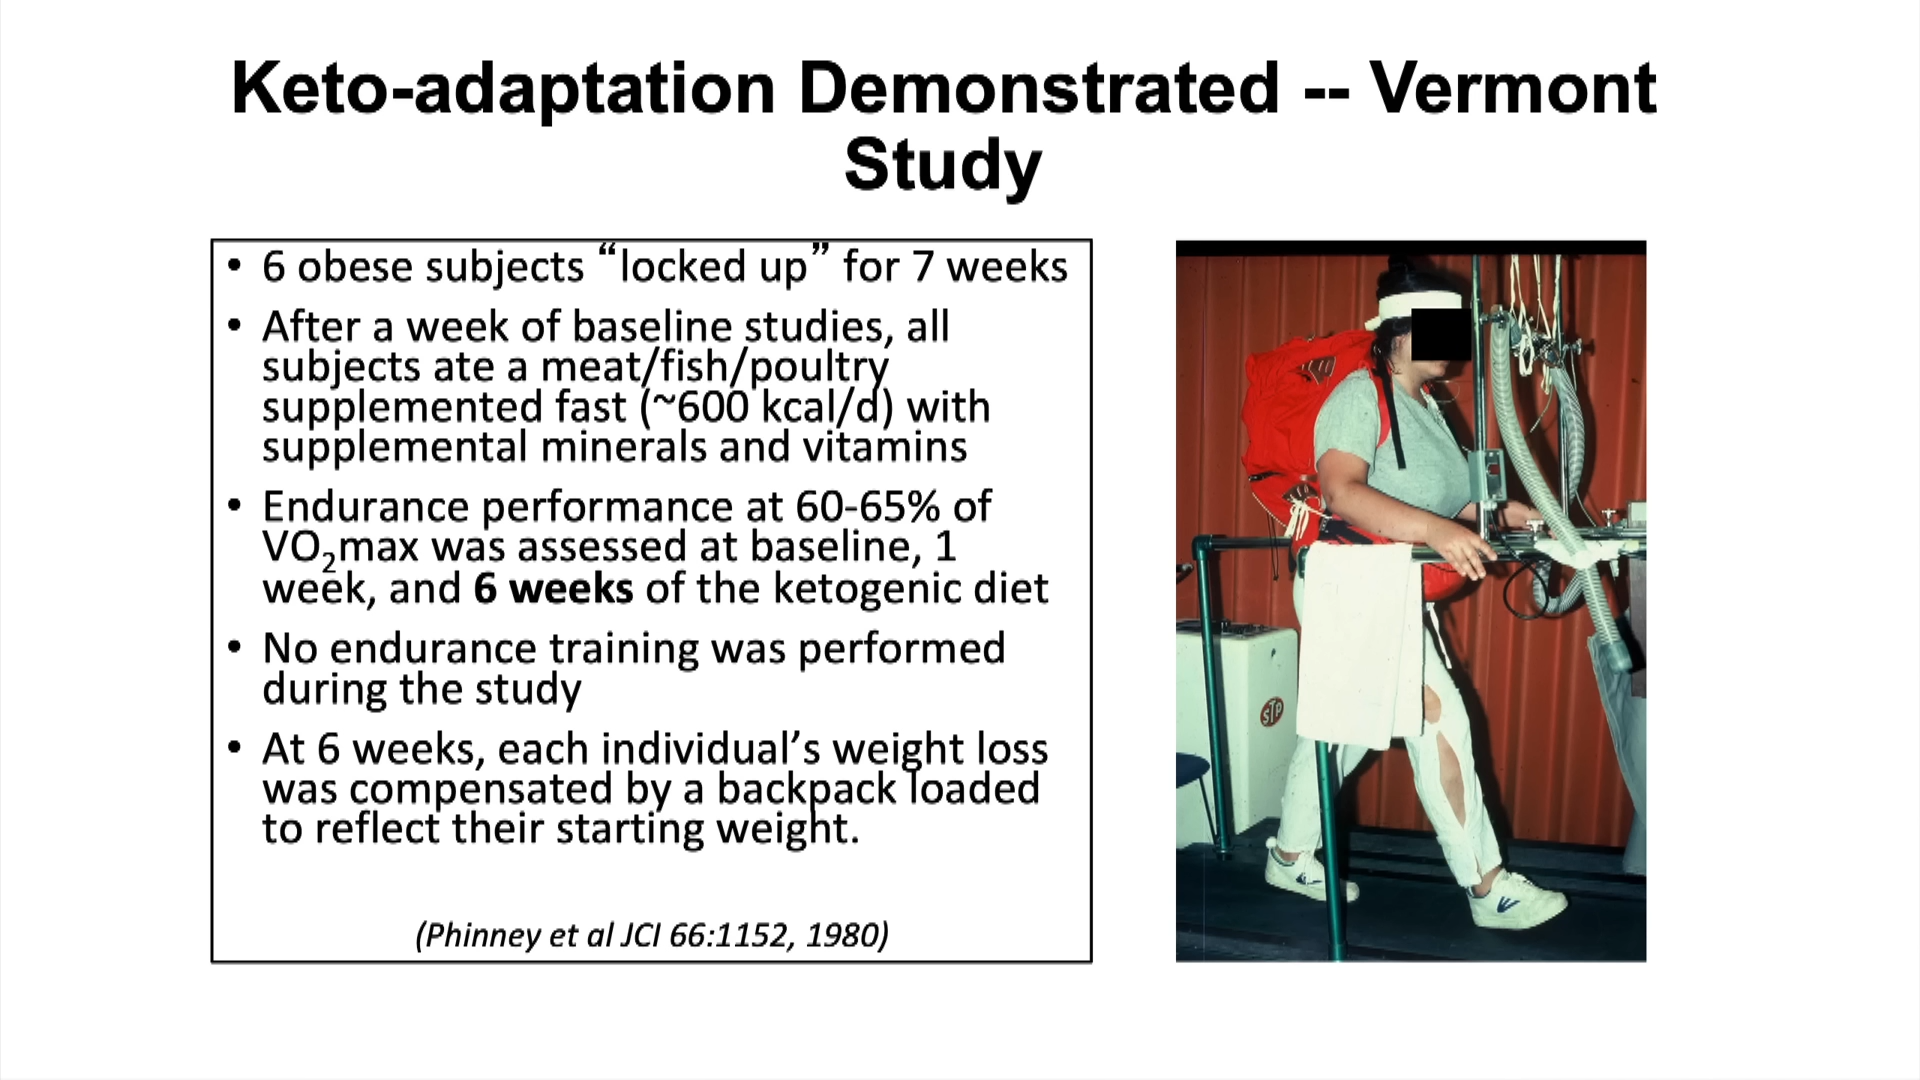 Keto-adaptation Demonstrated -- Vermont
Study
• 6 obese subjects “locked up” for 7 weeks
• After a week of baseline studies, all
subjects ate a meat/fish/poultry
supplemented fast (~600 kcal/d) with
supplemental minerals and vitamins
• Endurance performance at 60-65% of
VO₂max was assessed at baseline, 1
week, and 6 weeks of the ketogenic diet
• No endurance training was performed
during the study
• At 6 weeks, each individual’s weight loss
was compensated by a backpack loaded
to reflect their starting weight.
(Phinney et al JCI 66:1152, 1980)
STP